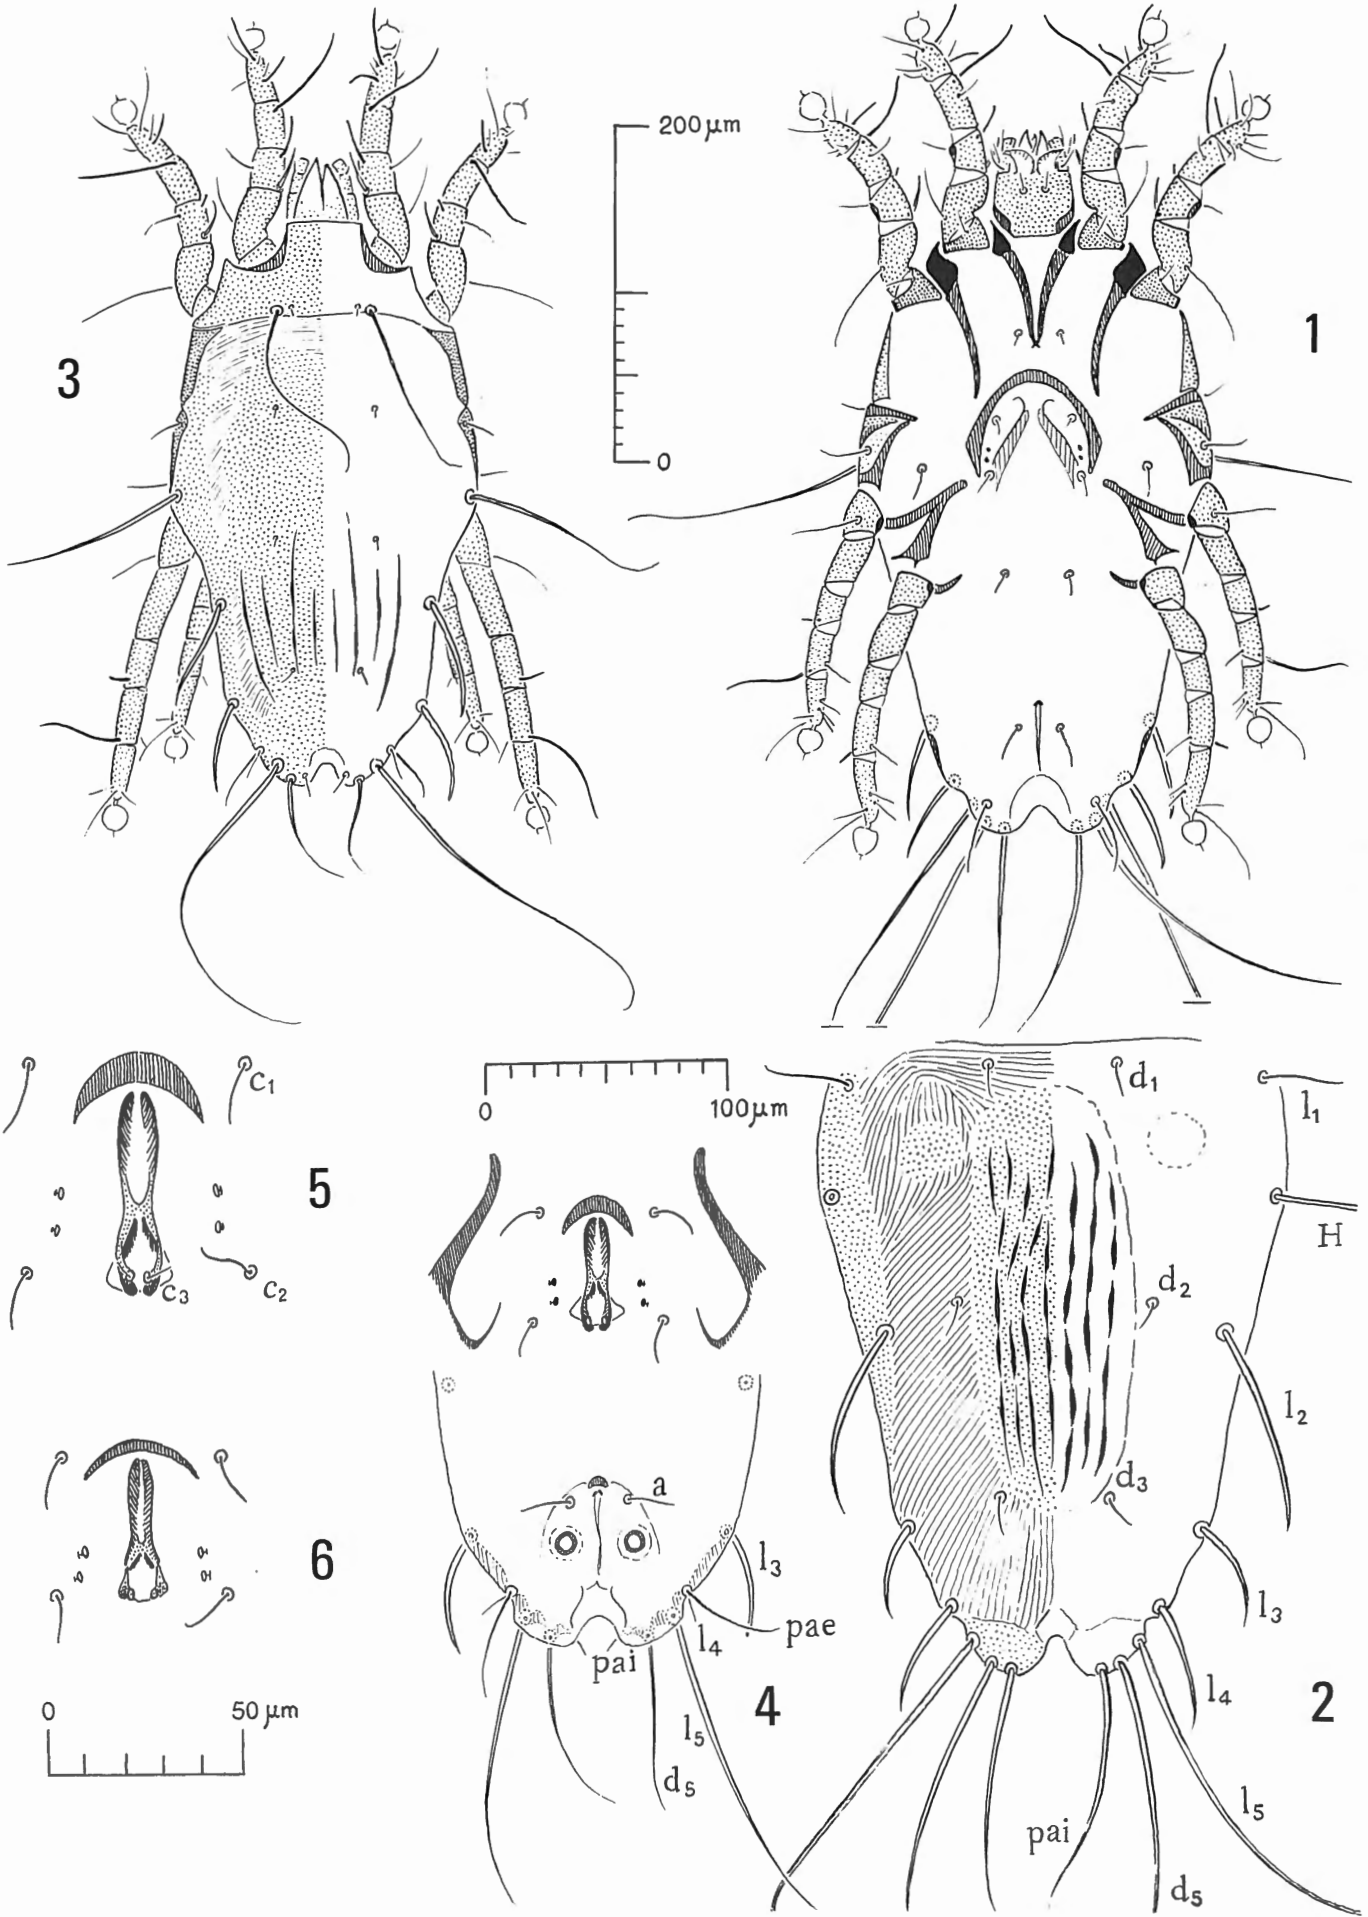 200 μm
0
3
1
5
c₁
c₃
c₂
0
100 μm
d₁
l₁
H
d₂
l₂
d₃
l₃
l₄
2
l₅
pai
d₅
a
l₃
pae
l₄
pai
4
l₅
d₅
6
0
50 μm